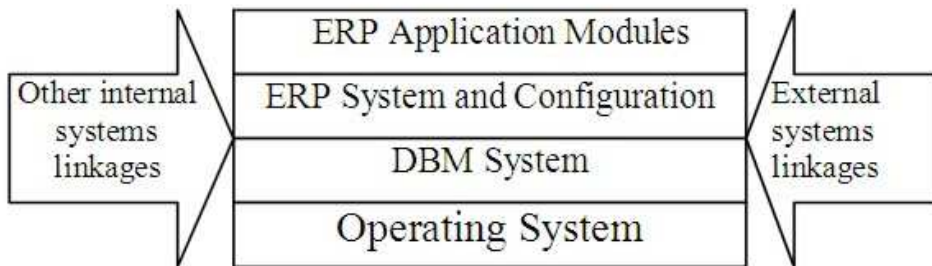 ERP Application Modules
Other internal
systems
linkages
ERP System and Configuration
DBM System
Operating System
External
systems
linkages